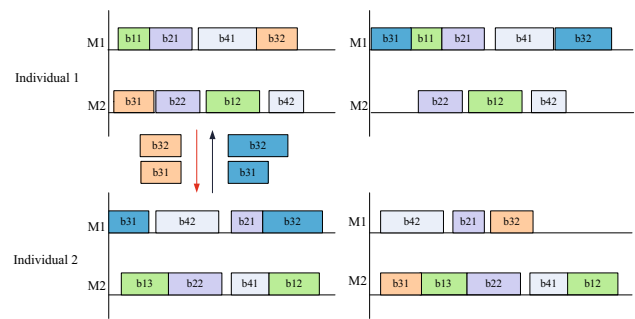 M1 b11 b21 b41 b32 M1 b31 b11 b21 b41 b32
Individual 1
M2 b31 b22 b12 b42 M2 b22 b12 b42
b32 b32
b31 b31
M1 b31 b42 b21 b32 M1 b42 b21 b32
Individual 2
M2 b13 b22 b41 b12 M2 b31 b13 b22 b41 b12